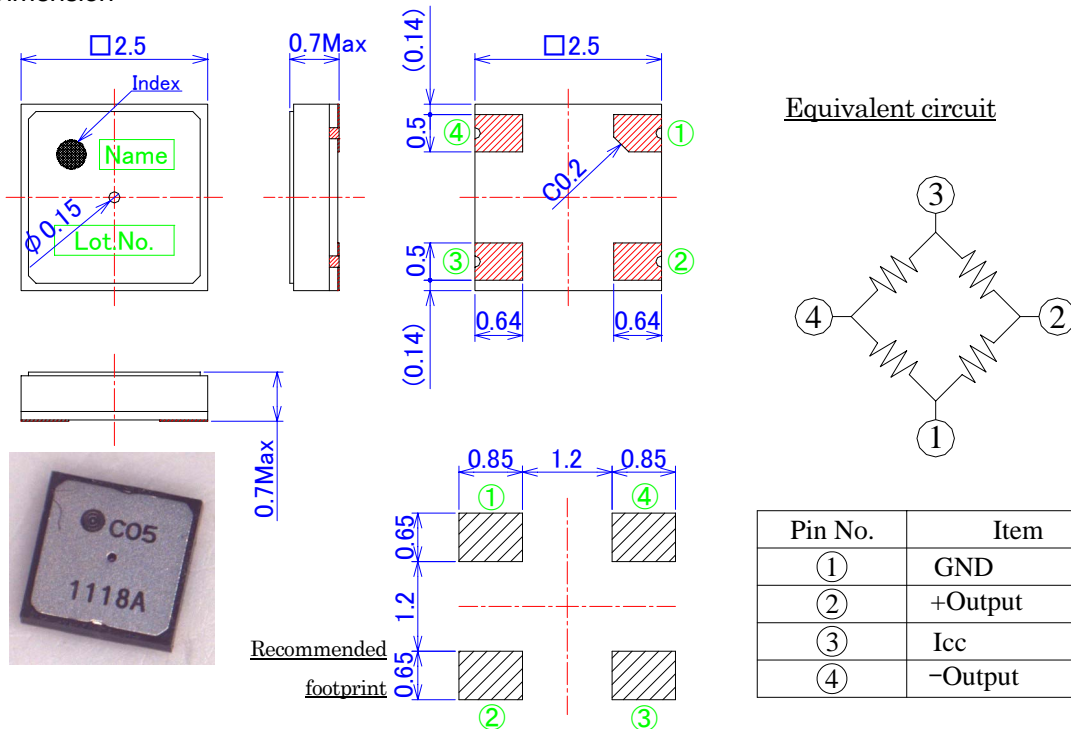 □2.5
Index
Name
φ0.15
Lot.No.
0.7Max
0.7Max
(0.14)
□2.5
0.5
④
①
C0.2
0.5
③
②
(0.14)
0.64
0.64
Equivalent circuit
③
④
②
①
C05
1118A
0.85
1.2
0.85
①
④
0.65
1.2
0.65
②
③
Recommended
footprint
Pin No.
Item
①
GND
②
+Output
③
Icc
④
−Output